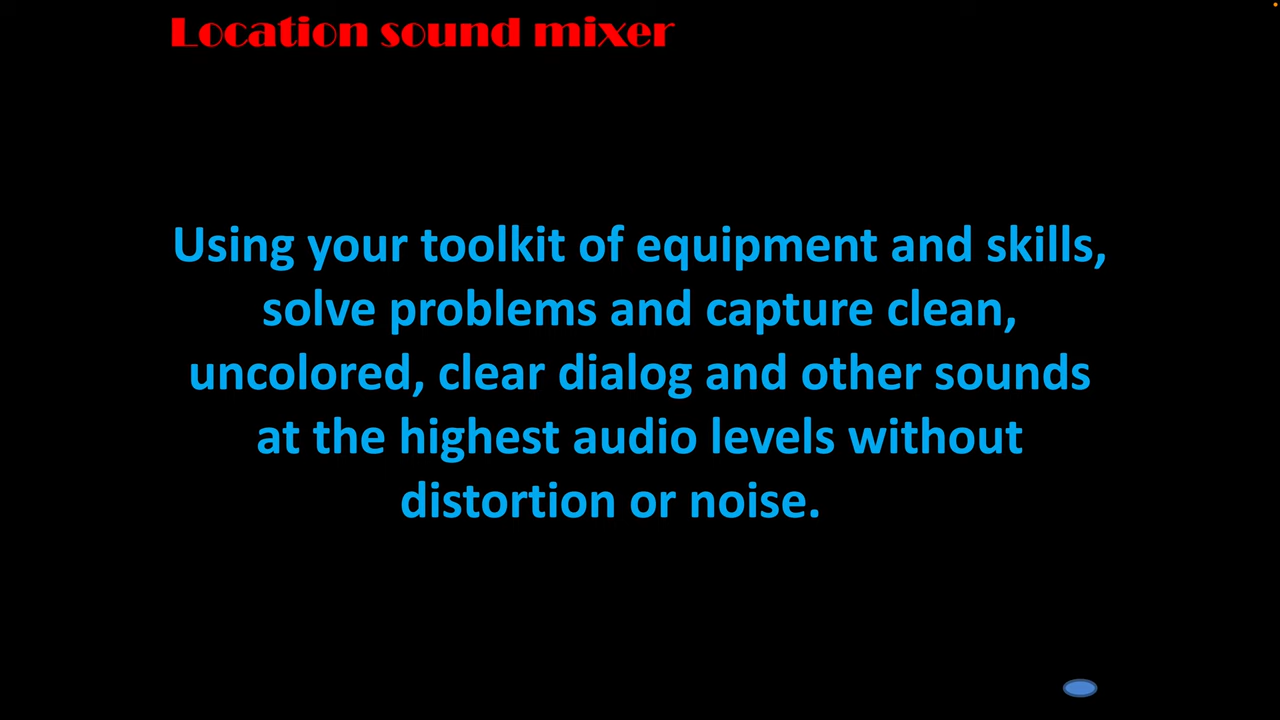 Location sound mixer
Using your toolkit of equipment and skills,
solve problems and capture clean,
uncolored, clear dialog and other sounds
at the highest audio levels without
distortion or noise.